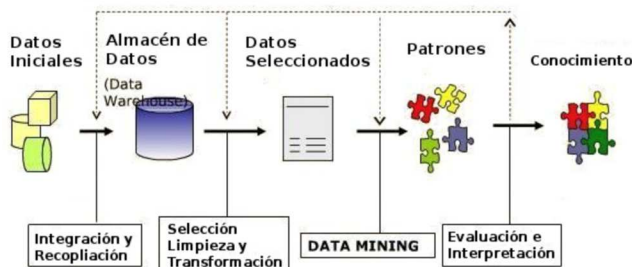 Datos
Iniciales
Almacén de
Datos
(Data
Warehouse)
Datos
Seleccionados
Patrones
Conocimiento
Integración y
Recopliación
Selección
Limpieza y
Transformación
DATA MINING
Evaluación e
Interpretación